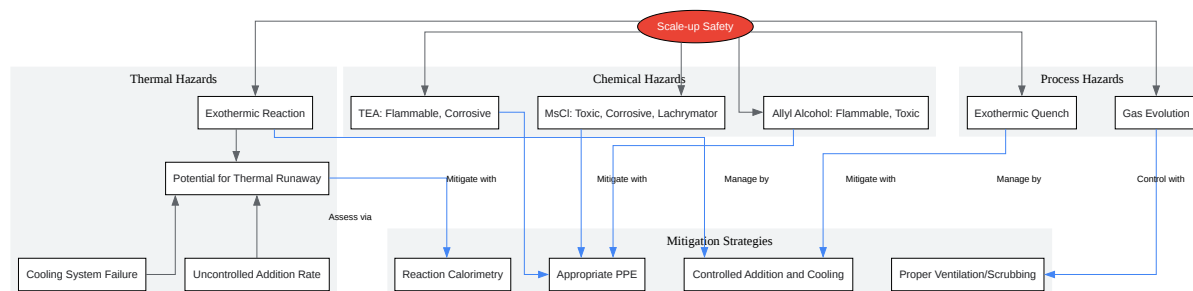 Scale-up Safety
Thermal Hazards
Chemical Hazards
Process Hazards
Exothermic Reaction
TEA: Flammable, Corrosive
MsCl: Toxic, Corrosive, Lachrymator
Allyl Alcohol: Flammable, Toxic
Exothermic Quench
Gas Evolution
Potential for Thermal Runaway
Mitigate with
Mitigate with
Manage by
Mitigate with
Manage by
Control with
Assess via
Mitigation Strategies
Cooling System Failure
Uncontrolled Addition Rate
Reaction Calorimetry
Appropriate PPE
Controlled Addition and Cooling
Proper Ventilation/Scrubbing